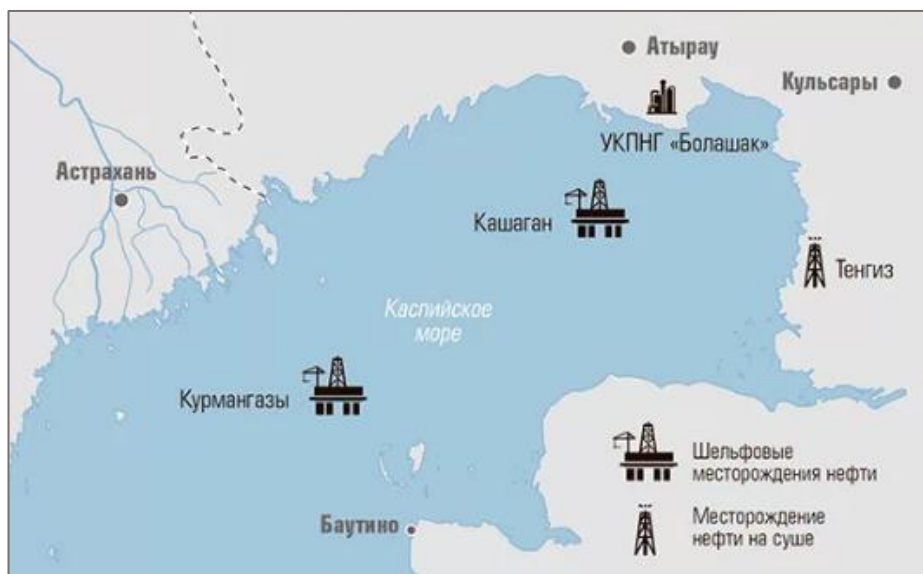 Атырау
Кульсары
УКПНГ «Болашак»
Астрахань
Кашаган
Тенгиз
Каспийское
море
Курмангазы
Шельфовые
месторождения нефти
Баутино
Месторождение
нефти на суше